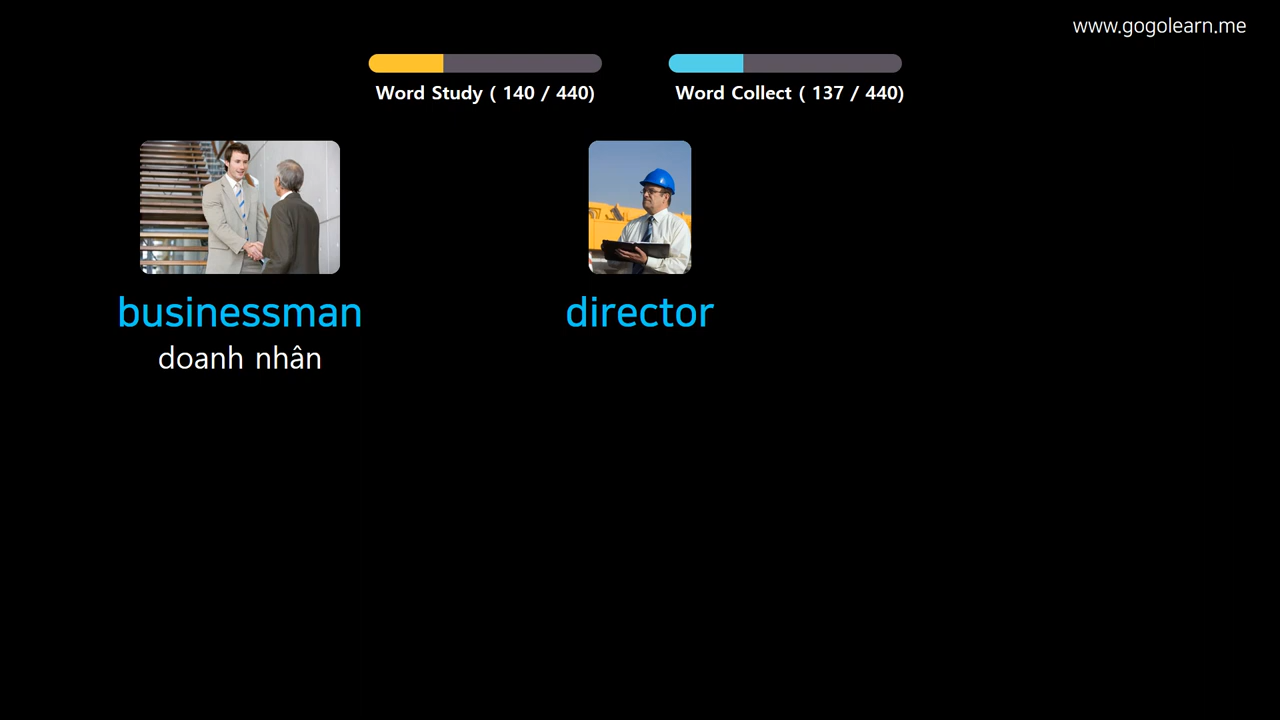 www.gogolearn.me
Word Study ( 140 / 440)
Word Collect ( 137 / 440)
businessman
director
doanh nhân